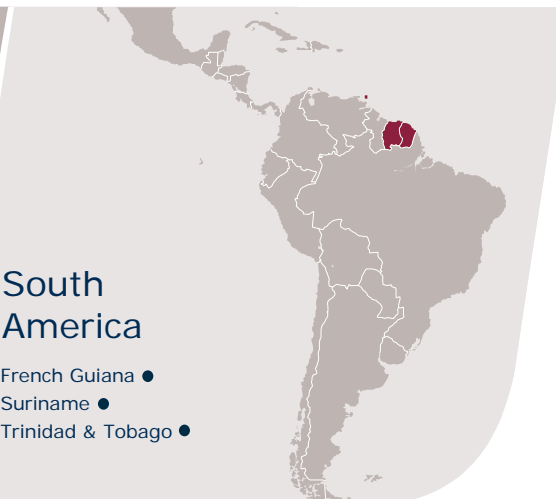 South
America
French Guiana ●
Suriname ●
Trinidad & Tobago ●